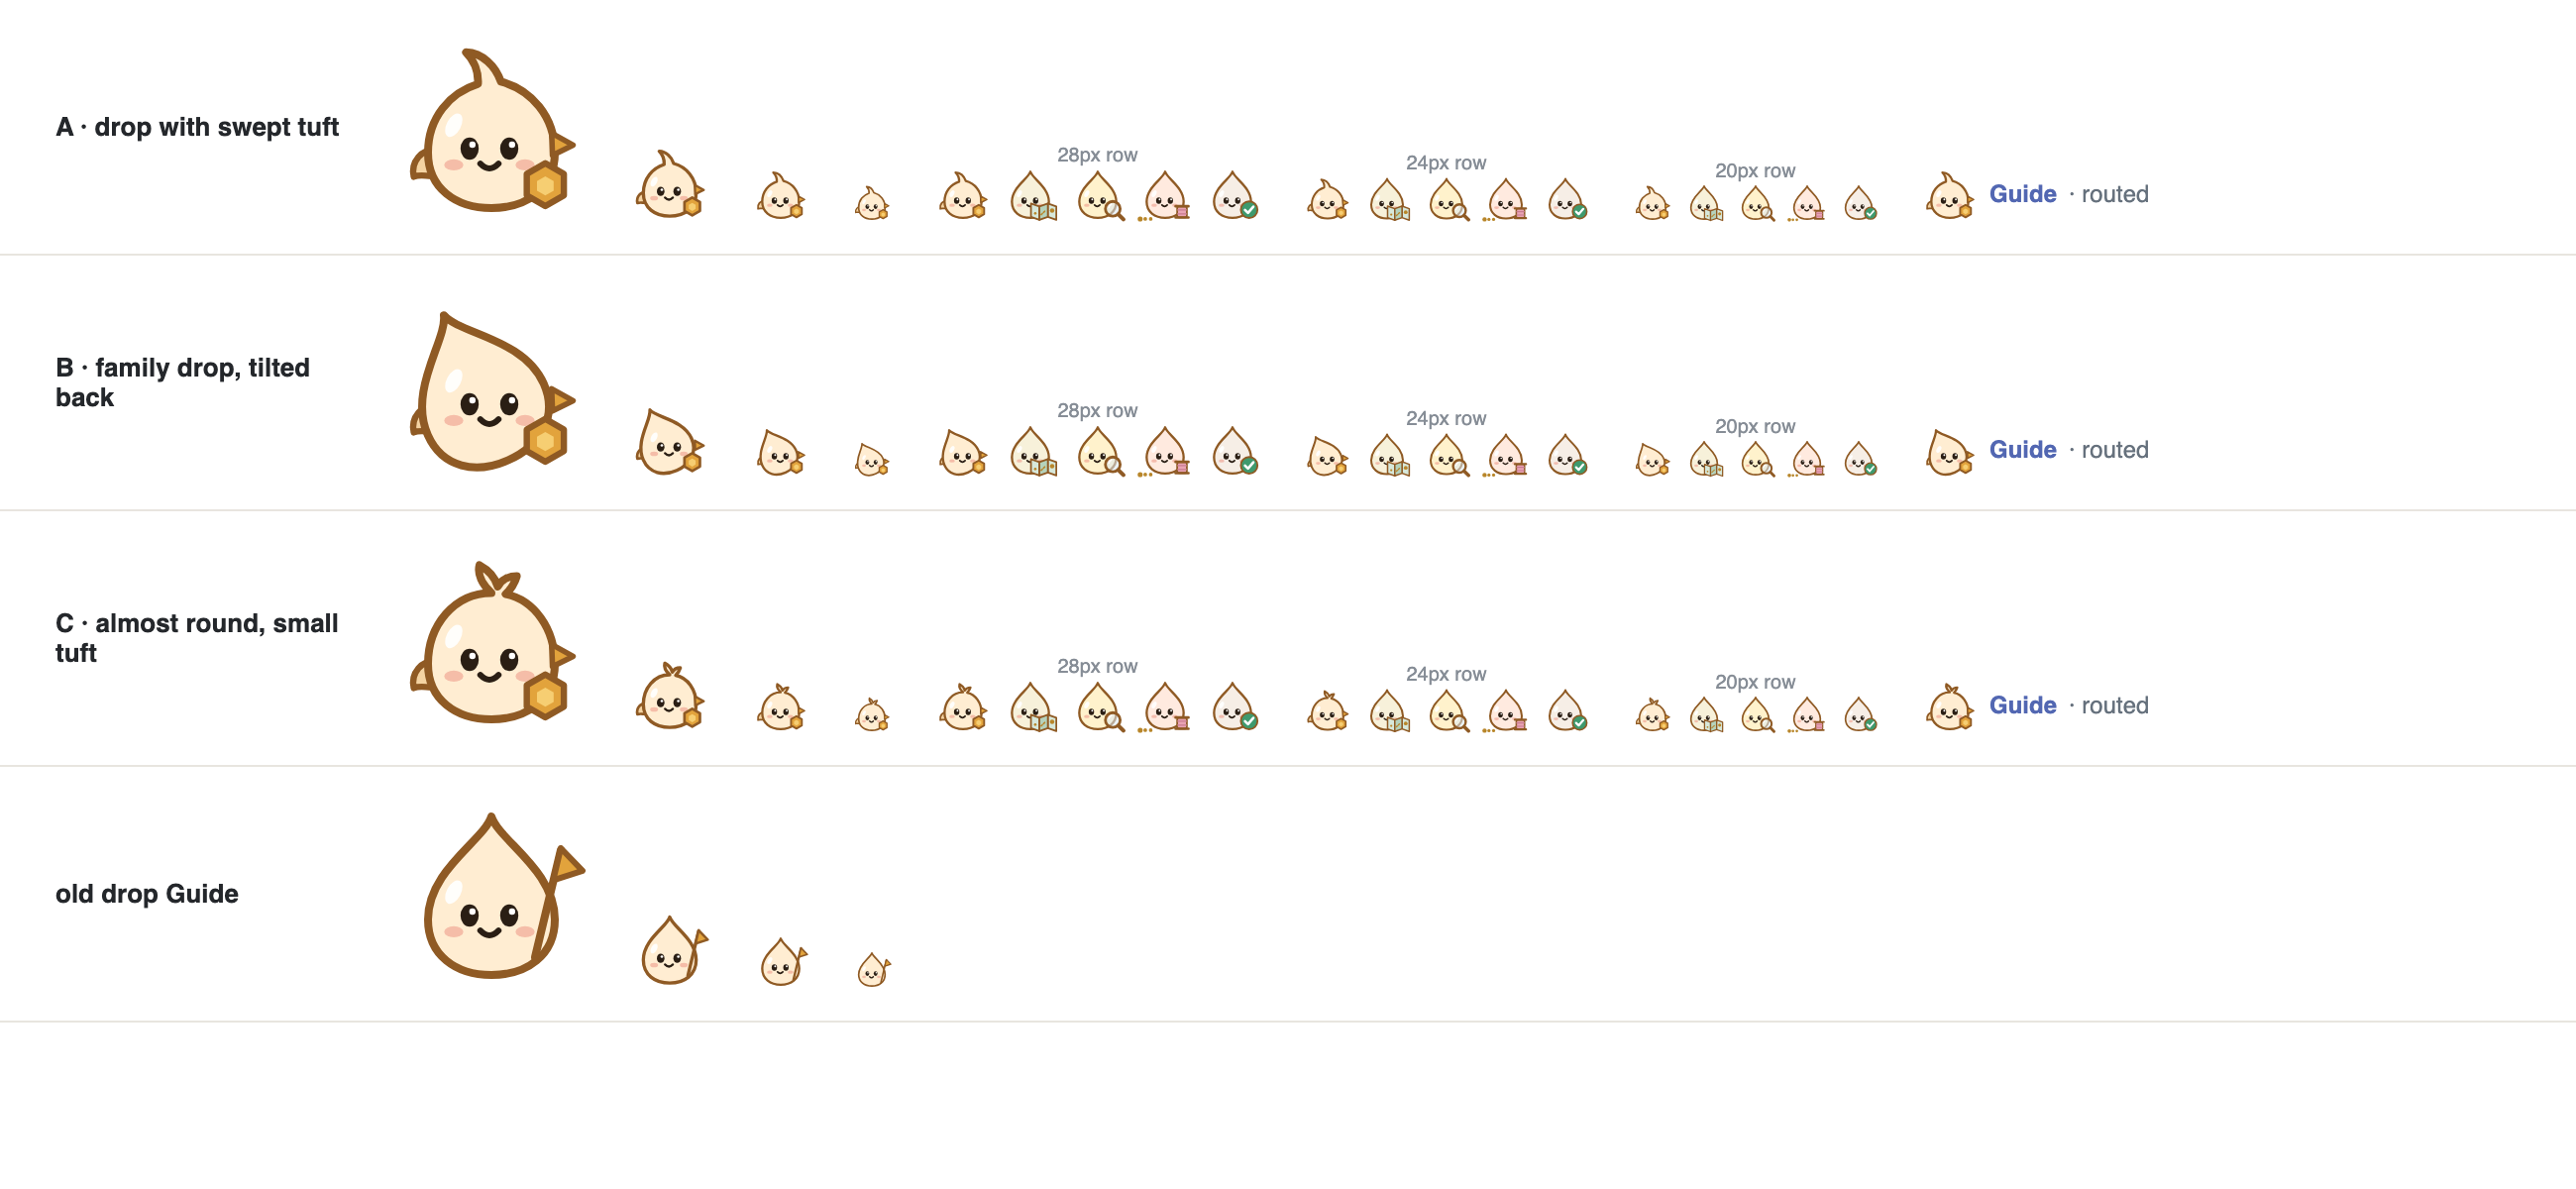 A · drop with swept tuft
28px row
24px row
20px row
Guide · routed
B · family drop, tilted
back
28px row
24px row
20px row
Guide · routed
C · almost round, small
tuft
28px row
24px row
20px row
Guide · routed
old drop Guide